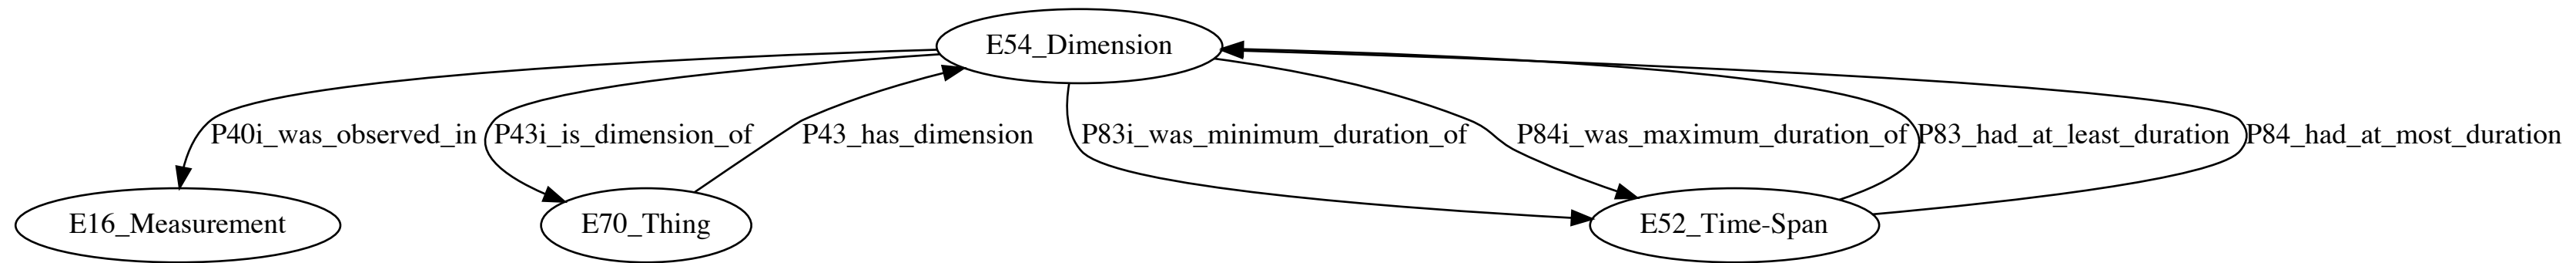 E54_Dimension
P40i_was_observed_in
P43i_is_dimension_of
P43_has_dimension
P83i_was_minimum_duration_of
P84i_was_maximum_duration_of
P83_had_at_least_duration
P84_had_at_most_duration
E16_Measurement
E70_Thing
E52_Time-Span